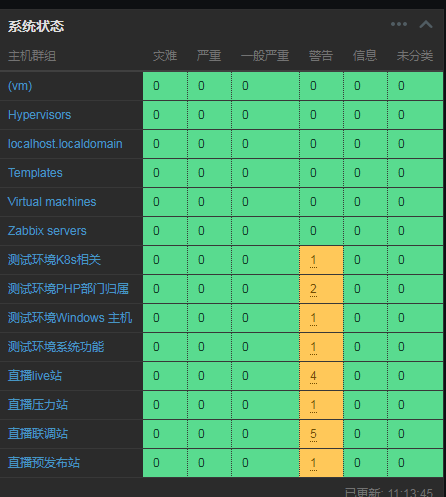 系统状态
主机群组 灾难 严重 一般严重 警告 信息 未分类
(vm) 0 0 0 0 0 0
Hypervisors 0 0 0 0 0 0
localhost.localdomain 0 0 0 0 0 0
Templates 0 0 0 0 0 0
Virtual machines 0 0 0 0 0 0
Zabbix servers 0 0 0 0 0 0
测试环境K8s相关 0 0 0 1 0 0
测试环境PHP部门归属 0 0 0 2 0 0
测试环境Windows 主机 0 0 0 1 0 0
测试环境系统功能 0 0 0 1 0 0
直播live站 0 0 0 4 0 0
直播压力站 0 0 0 1 0 0
直播联调站 0 0 0 5 0 0
直播预发布站 0 0 0 1 0 0
已更新: 11:13:45